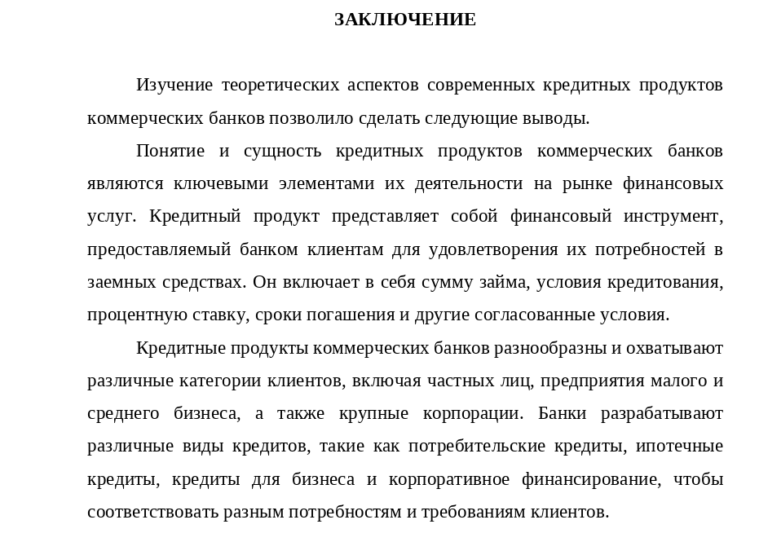 ЗАКЛЮЧЕНИЕ
Изучение теоретических аспектов современных кредитных продуктов
коммерческих банков позволило сделать следующие выводы.
Понятие и сущность кредитных продуктов коммерческих банков
являются ключевыми элементами их деятельности на рынке финансовых
услуг. Кредитный продукт представляет собой финансовый инструмент,
предоставляемый банком клиентам для удовлетворения их потребностей в
заемных средствах. Он включает в себя сумму займа, условия кредитования,
процентную ставку, сроки погашения и другие согласованные условия.
Кредитные продукты коммерческих банков разнообразны и охватывают
различные категории клиентов, включая частных лиц, предприятия малого и
среднего бизнеса, а также крупные корпорации. Банки разрабатывают
различные виды кредитов, такие как потребительские кредиты, ипотечные
кредиты, кредиты для бизнеса и корпоративное финансирование, чтобы
соответствовать разным потребностям и требованиям клиентов.